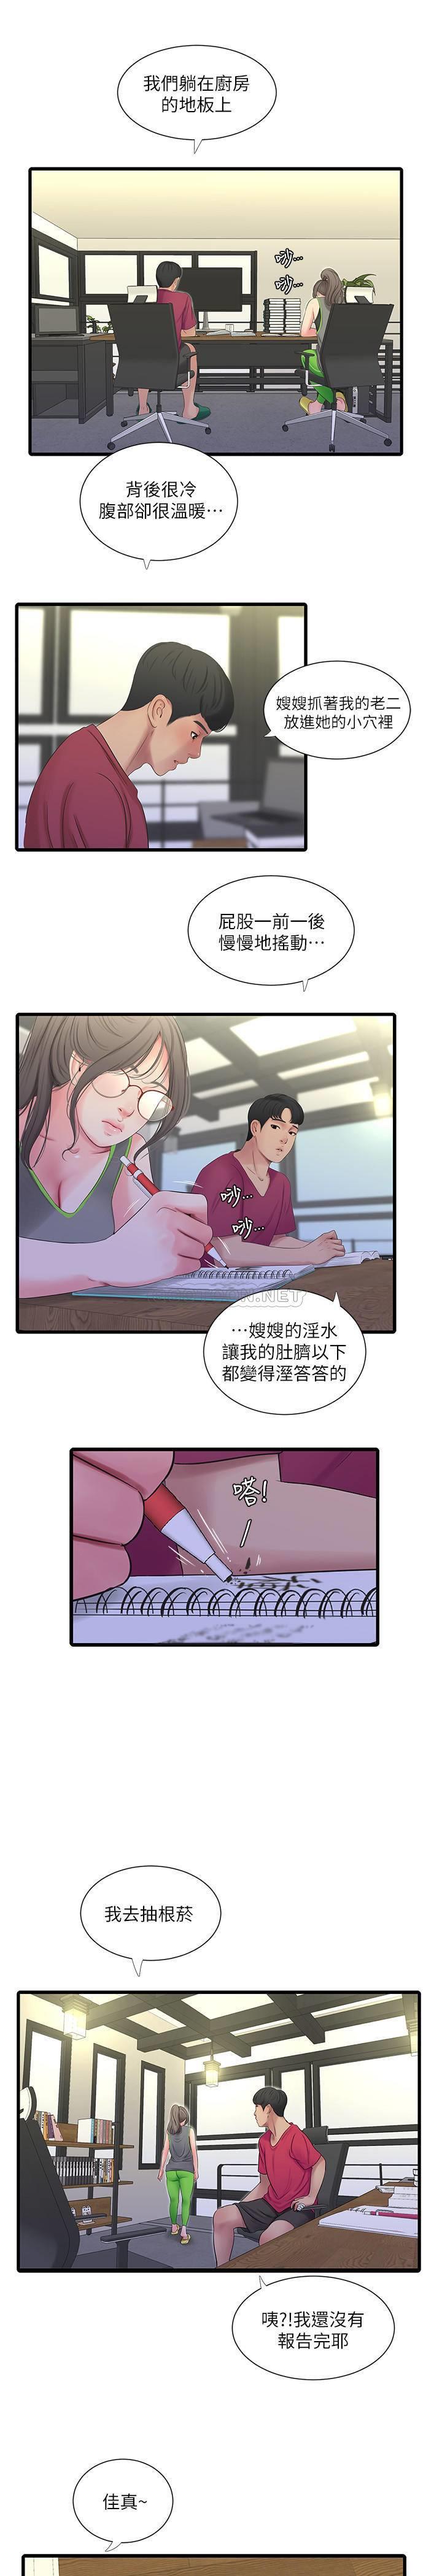 我們躺在廚房
的地板上
唦…
唦…
背後很冷
腹部卻很溫暖…
嫂嫂抓著我的老二
放進她的小穴裡
屁股一前一後
慢慢地搖動…
唦…
唦…
…嫂嫂的淫水
讓我的肚臍以下
都變得溼答答的
嗒!
我去抽根菸
咦?!我還沒有
報告完耶
佳真~